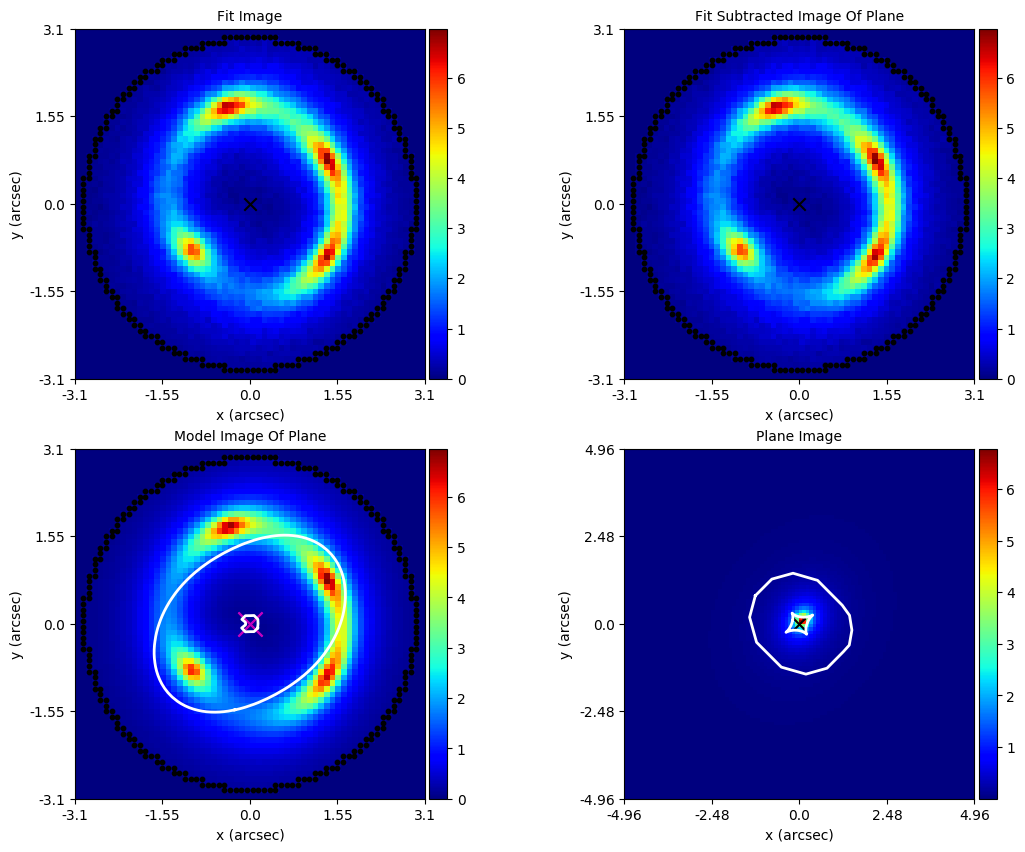 Fit Image
3.1
1.55
0.0
-1.55
-3.1
y (arcsec)
-3.1 -1.55 0.0 1.55 3.1
x (arcsec)
6
5
4
3
2
1
0
Fit Subtracted Image Of Plane
3.1
1.55
0.0
-1.55
-3.1
y (arcsec)
-3.1 -1.55 0.0 1.55 3.1
x (arcsec)
6
5
4
3
2
1
0
Model Image Of Plane
3.1
1.55
0.0
-1.55
-3.1
y (arcsec)
-3.1 -1.55 0.0 1.55 3.1
x (arcsec)
6
5
4
3
2
1
0
Plane Image
4.96
2.48
0.0
-2.48
-4.96
y (arcsec)
-4.96 -2.48 0.0 2.48 4.96
x (arcsec)
6
5
4
3
2
1